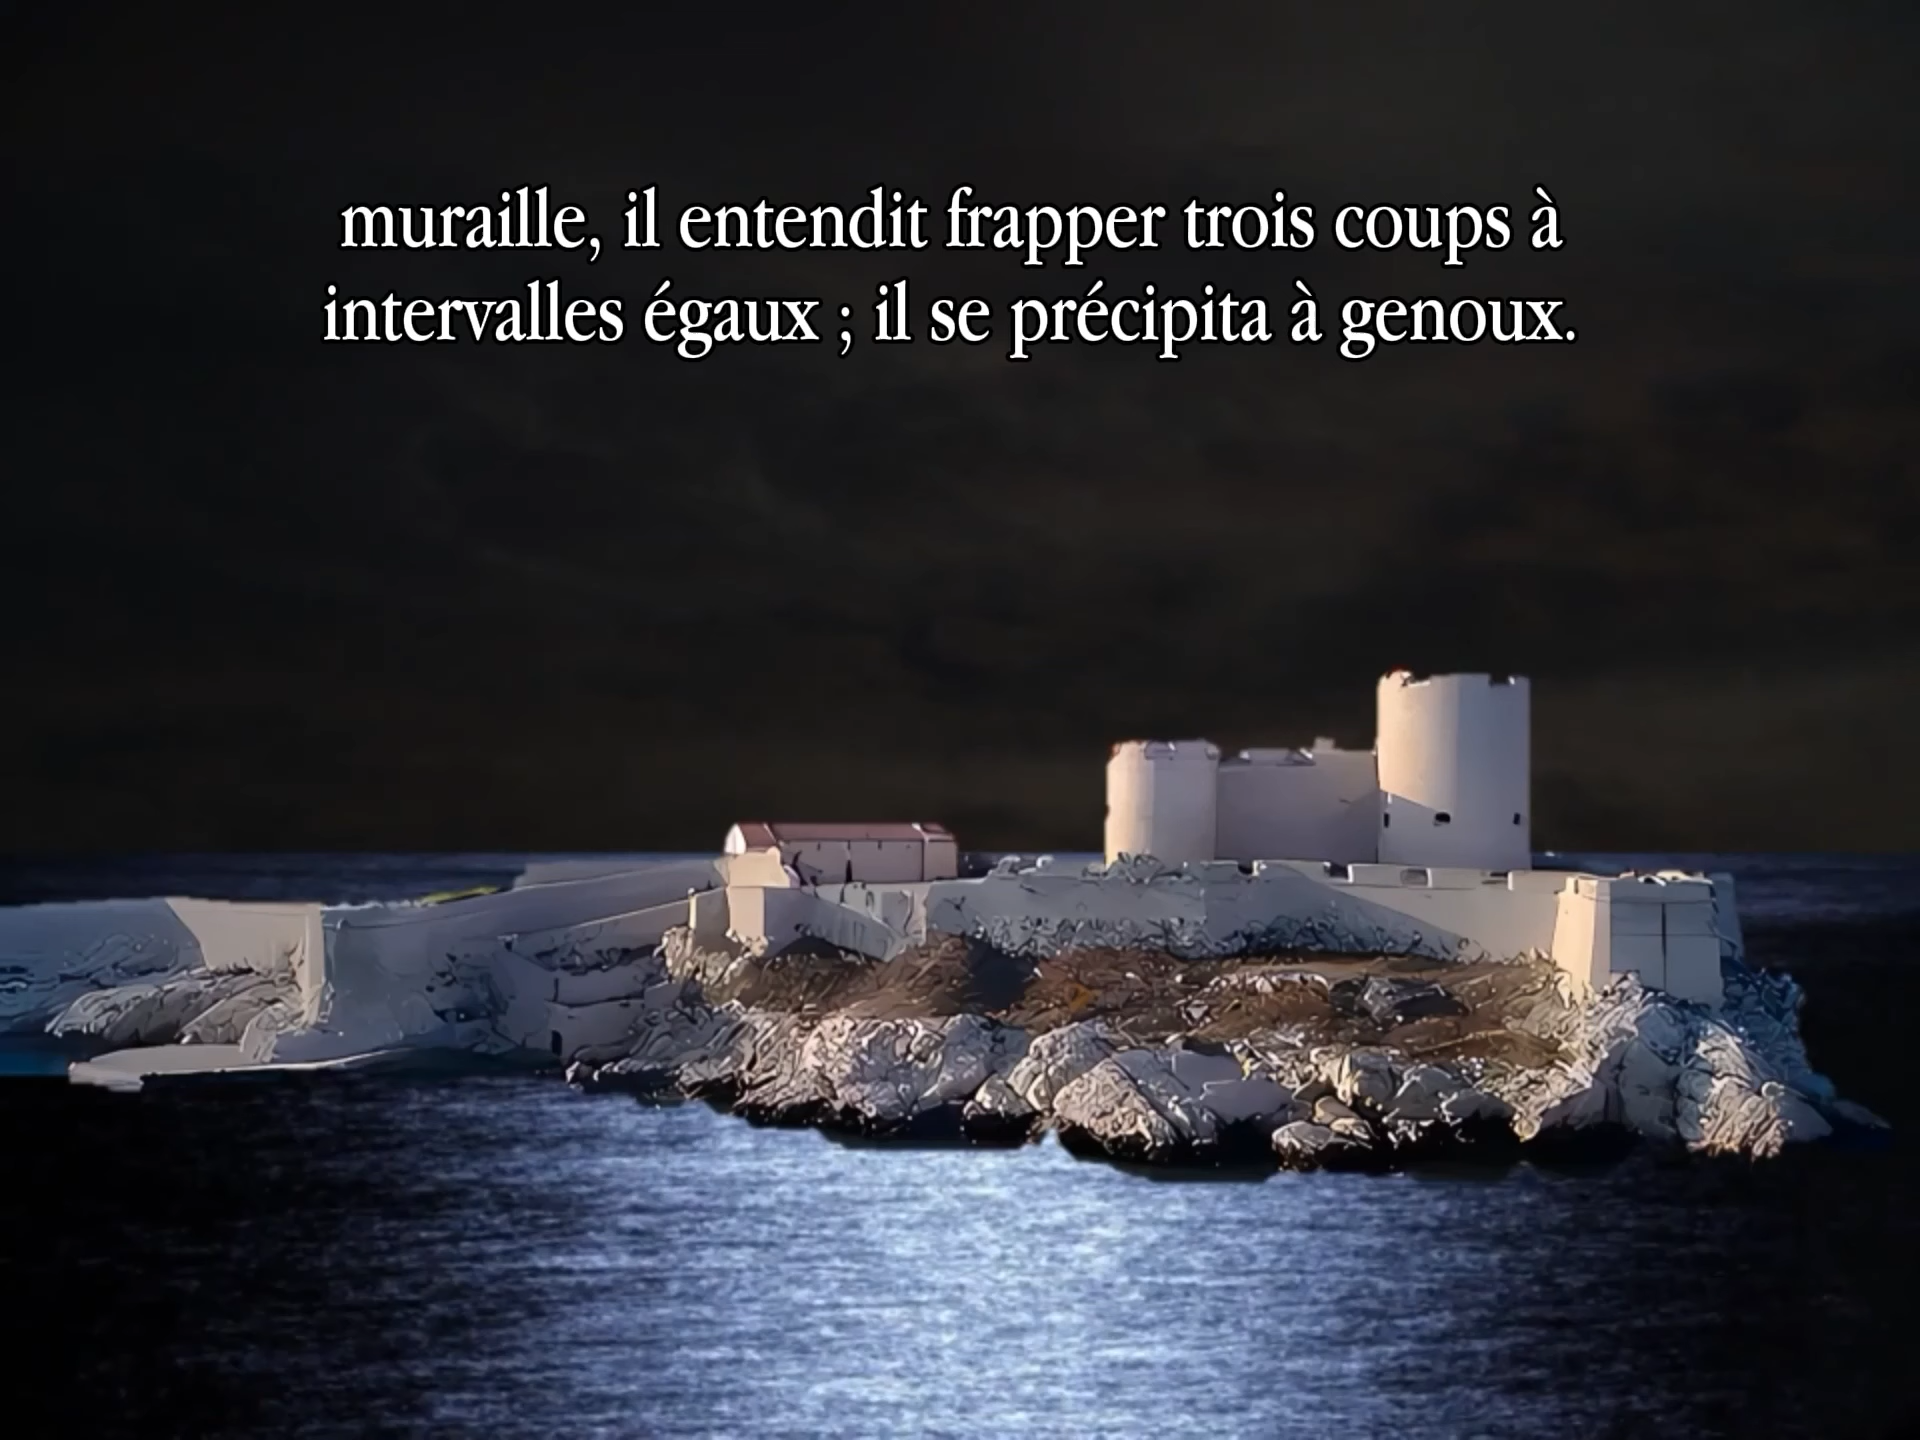 muraille, il entendit frapper trois coups à
intervalles égaux ; il se précipita à genoux.